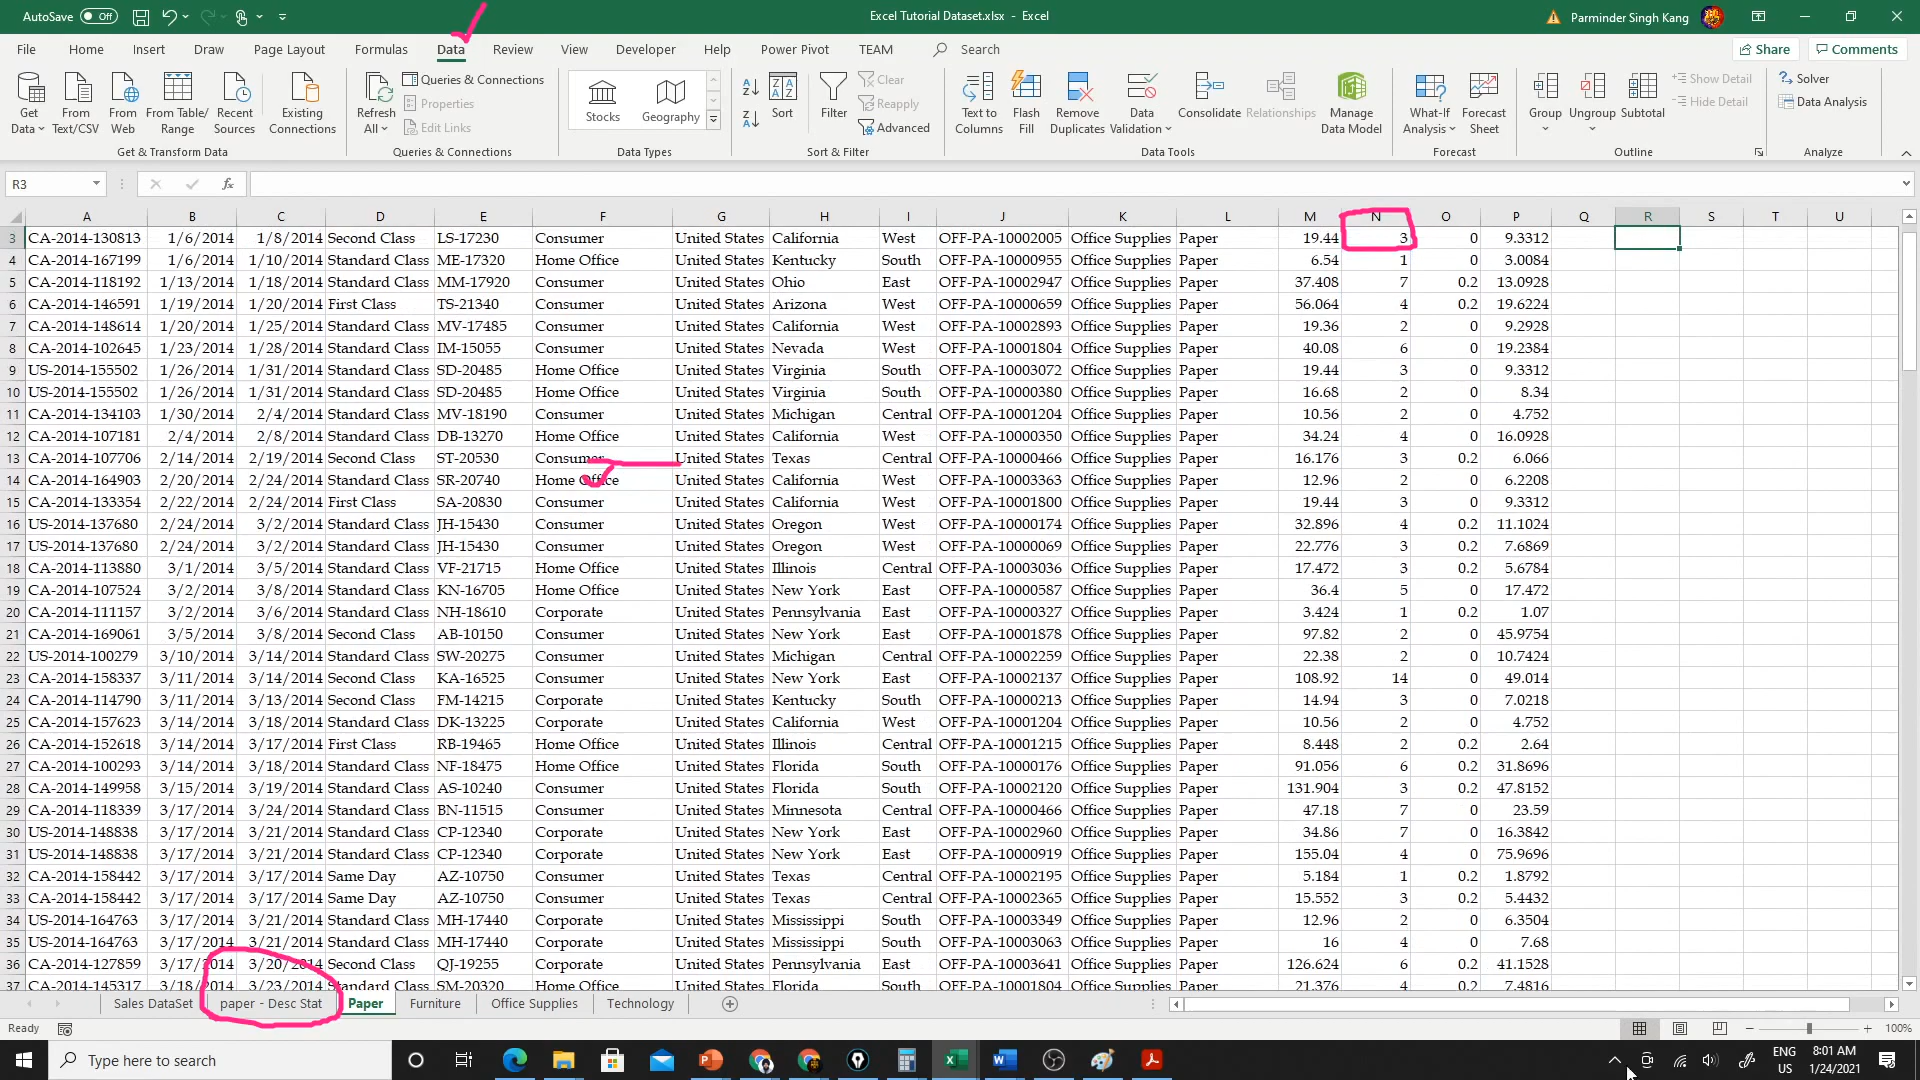 AutoSave Off Excel Tutorial Dataset.xlsx - Excel Parminder Singh Kang
File Home Insert Draw Page Layout Formulas Data Review View Developer Help Power Pivot TEAM Search Share Comments
Get Data From Text/CSV From Web From Table/ Range Recent Sources Existing Connections Refresh All Queries & Connections Properties Edit Links Stocks Geography Sort Filter Clear Reapply Advanced Text to Columns Flash Fill Remove Duplicates Data Validation Consolidate Relationships Manage Data Model What-If Analysis Forecast Sheet Group Ungroup Subtotal Show Detail Hide Detail Solver Data Analysis
Get & Transform Data Queries & Connections Data Types Sort & Filter Data Tools Forecast Outline Analyze
R3 fx
A B C D E F G H I J K L M N O P Q R S T U
3 CA-2014-130813 1/6/2014 1/8/2014 Second Class LS-17230 Consumer United States California West OFF-PA-10002005 Office Supplies Paper 19.44 3 0 9.3312
4 CA-2014-167199 1/6/2014 1/10/2014 Standard Class ME-17320 Home Office United States Kentucky South OFF-PA-10000955 Office Supplies Paper 6.54 1 0 3.0084
5 CA-2014-118192 1/13/2014 1/18/2014 Standard Class MM-17920 Consumer United States Ohio East OFF-PA-10002947 Office Supplies Paper 37.408 7 0.2 13.0928
6 CA-2014-146591 1/19/2014 1/20/2014 First Class TS-21340 Consumer United States Arizona West OFF-PA-10000659 Office Supplies Paper 56.064 4 0.2 19.6224
7 CA-2014-148614 1/20/2014 1/25/2014 Standard Class MV-17485 Consumer United States California West OFF-PA-10002893 Office Supplies Paper 19.36 2 0 9.2928
8 CA-2014-102645 1/23/2014 1/28/2014 Standard Class IM-15055 Consumer United States Nevada West OFF-PA-10001804 Office Supplies Paper 40.08 6 0 19.2384
9 US-2014-155502 1/26/2014 1/31/2014 Standard Class SD-20485 Home Office United States Virginia South OFF-PA-10003072 Office Supplies Paper 19.44 3 0 9.3312
10 US-2014-155502 1/26/2014 1/31/2014 Standard Class SD-20485 Home Office United States Virginia South OFF-PA-10000380 Office Supplies Paper 16.68 2 0 8.34
11 CA-2014-134103 1/30/2014 2/4/2014 Standard Class MV-18190 Consumer United States Michigan Central OFF-PA-10001204 Office Supplies Paper 10.56 2 0 4.752
12 CA-2014-107181 2/4/2014 2/8/2014 Standard Class DB-13270 Home Office United States California West OFF-PA-10000350 Office Supplies Paper 34.24 4 0 16.0928
13 CA-2014-107706 2/14/2014 2/19/2014 Second Class ST-20530 Consumer United States Texas Central OFF-PA-10000466 Office Supplies Paper 16.176 3 0.2 6.066
14 CA-2014-164903 2/20/2014 2/24/2014 Standard Class SR-20740 Home Office United States California West OFF-PA-10003363 Office Supplies Paper 12.96 2 0 6.2208
15 CA-2014-133354 2/22/2014 2/24/2014 First Class SA-20830 Consumer United States California West OFF-PA-10001800 Office Supplies Paper 19.44 3 0 9.3312
16 US-2014-137680 2/24/2014 3/2/2014 Standard Class JH-15430 Consumer United States Oregon West OFF-PA-10000174 Office Supplies Paper 32.896 4 0.2 11.1024
17 US-2014-137680 2/24/2014 3/2/2014 Standard Class JH-15430 Consumer United States Oregon West OFF-PA-10000069 Office Supplies Paper 22.776 3 0.2 7.6869
18 CA-2014-113880 3/1/2014 3/5/2014 Standard Class VF-21715 Home Office United States Illinois Central OFF-PA-10003036 Office Supplies Paper 17.472 3 0.2 5.6784
19 CA-2014-107524 3/2/2014 3/8/2014 Standard Class KN-16705 Home Office United States New York East OFF-PA-10000587 Office Supplies Paper 36.4 5 0 17.472
20 CA-2014-111157 3/2/2014 3/6/2014 Standard Class NH-18610 Corporate United States Pennsylvania East OFF-PA-10000327 Office Supplies Paper 3.424 1 0.2 1.07
21 CA-2014-169061 3/5/2014 3/8/2014 Second Class AB-10150 Consumer United States New York East OFF-PA-10001878 Office Supplies Paper 97.82 2 0 45.9754
22 US-2014-100279 3/10/2014 3/14/2014 Standard Class SW-20275 Consumer United States Michigan Central OFF-PA-10002259 Office Supplies Paper 22.38 2 0 10.7424
23 CA-2014-158337 3/11/2014 3/14/2014 Second Class KA-16525 Consumer United States New York East OFF-PA-10002137 Office Supplies Paper 108.92 14 0 49.014
24 CA-2014-114790 3/11/2014 3/13/2014 Second Class FM-14215 Corporate United States Kentucky South OFF-PA-10000213 Office Supplies Paper 14.94 3 0 7.0218
25 CA-2014-157623 3/14/2014 3/18/2014 Standard Class DK-13225 Corporate United States California West OFF-PA-10001204 Office Supplies Paper 10.56 2 0 4.752
26 CA-2014-152618 3/14/2014 3/17/2014 First Class RB-19465 Home Office United States Illinois Central OFF-PA-10001215 Office Supplies Paper 8.448 2 0.2 2.64
27 CA-2014-100293 3/14/2014 3/18/2014 Standard Class NF-18475 Home Office United States Florida South OFF-PA-10000176 Office Supplies Paper 91.056 6 0.2 31.8696
28 CA-2014-149958 3/15/2014 3/19/2014 Standard Class AS-10240 Consumer United States Florida South OFF-PA-10002120 Office Supplies Paper 131.904 3 0.2 47.8152
29 CA-2014-118339 3/17/2014 3/24/2014 Standard Class BN-11515 Consumer United States Minnesota Central OFF-PA-10000466 Office Supplies Paper 47.18 7 0 23.59
30 US-2014-148838 3/17/2014 3/21/2014 Standard Class CP-12340 Corporate United States New York East OFF-PA-10002960 Office Supplies Paper 34.86 7 0 16.3842
31 US-2014-148838 3/17/2014 3/21/2014 Standard Class CP-12340 Corporate United States New York East OFF-PA-10000919 Office Supplies Paper 155.04 4 0 75.9696
32 CA-2014-158442 3/17/2014 3/17/2014 Same Day AZ-10750 Consumer United States Texas Central OFF-PA-10002195 Office Supplies Paper 5.184 1 0.2 1.8792
33 CA-2014-158442 3/17/2014 3/17/2014 Same Day AZ-10750 Consumer United States Texas Central OFF-PA-10002365 Office Supplies Paper 15.552 3 0.2 5.4432
34 US-2014-164763 3/17/2014 3/21/2014 Standard Class MH-17440 Corporate United States Mississippi South OFF-PA-10003349 Office Supplies Paper 12.96 2 0 6.3504
35 US-2014-164763 3/17/2014 3/21/2014 Standard Class MH-17440 Corporate United States Mississippi South OFF-PA-10003063 Office Supplies Paper 16 4 0 7.68
36 CA-2014-127859 3/17/2014 3/20/2014 Second Class QJ-19255 Corporate United States Pennsylvania East OFF-PA-10003641 Office Supplies Paper 126.624 6 0.2 41.1528
37 CA-2014-145317 3/18/2014 3/23/2014 Standard Class SM-20320 Home Office United States Florida South OFF-PA-10002036 Office Supplies Paper 21.376 4 0.2 7.4816
Sales DataSet paper - Desc Stat Paper Furniture Office Supplies Technology
Ready 100%
Type here to search ENG US 8:01 AM 1/24/2021